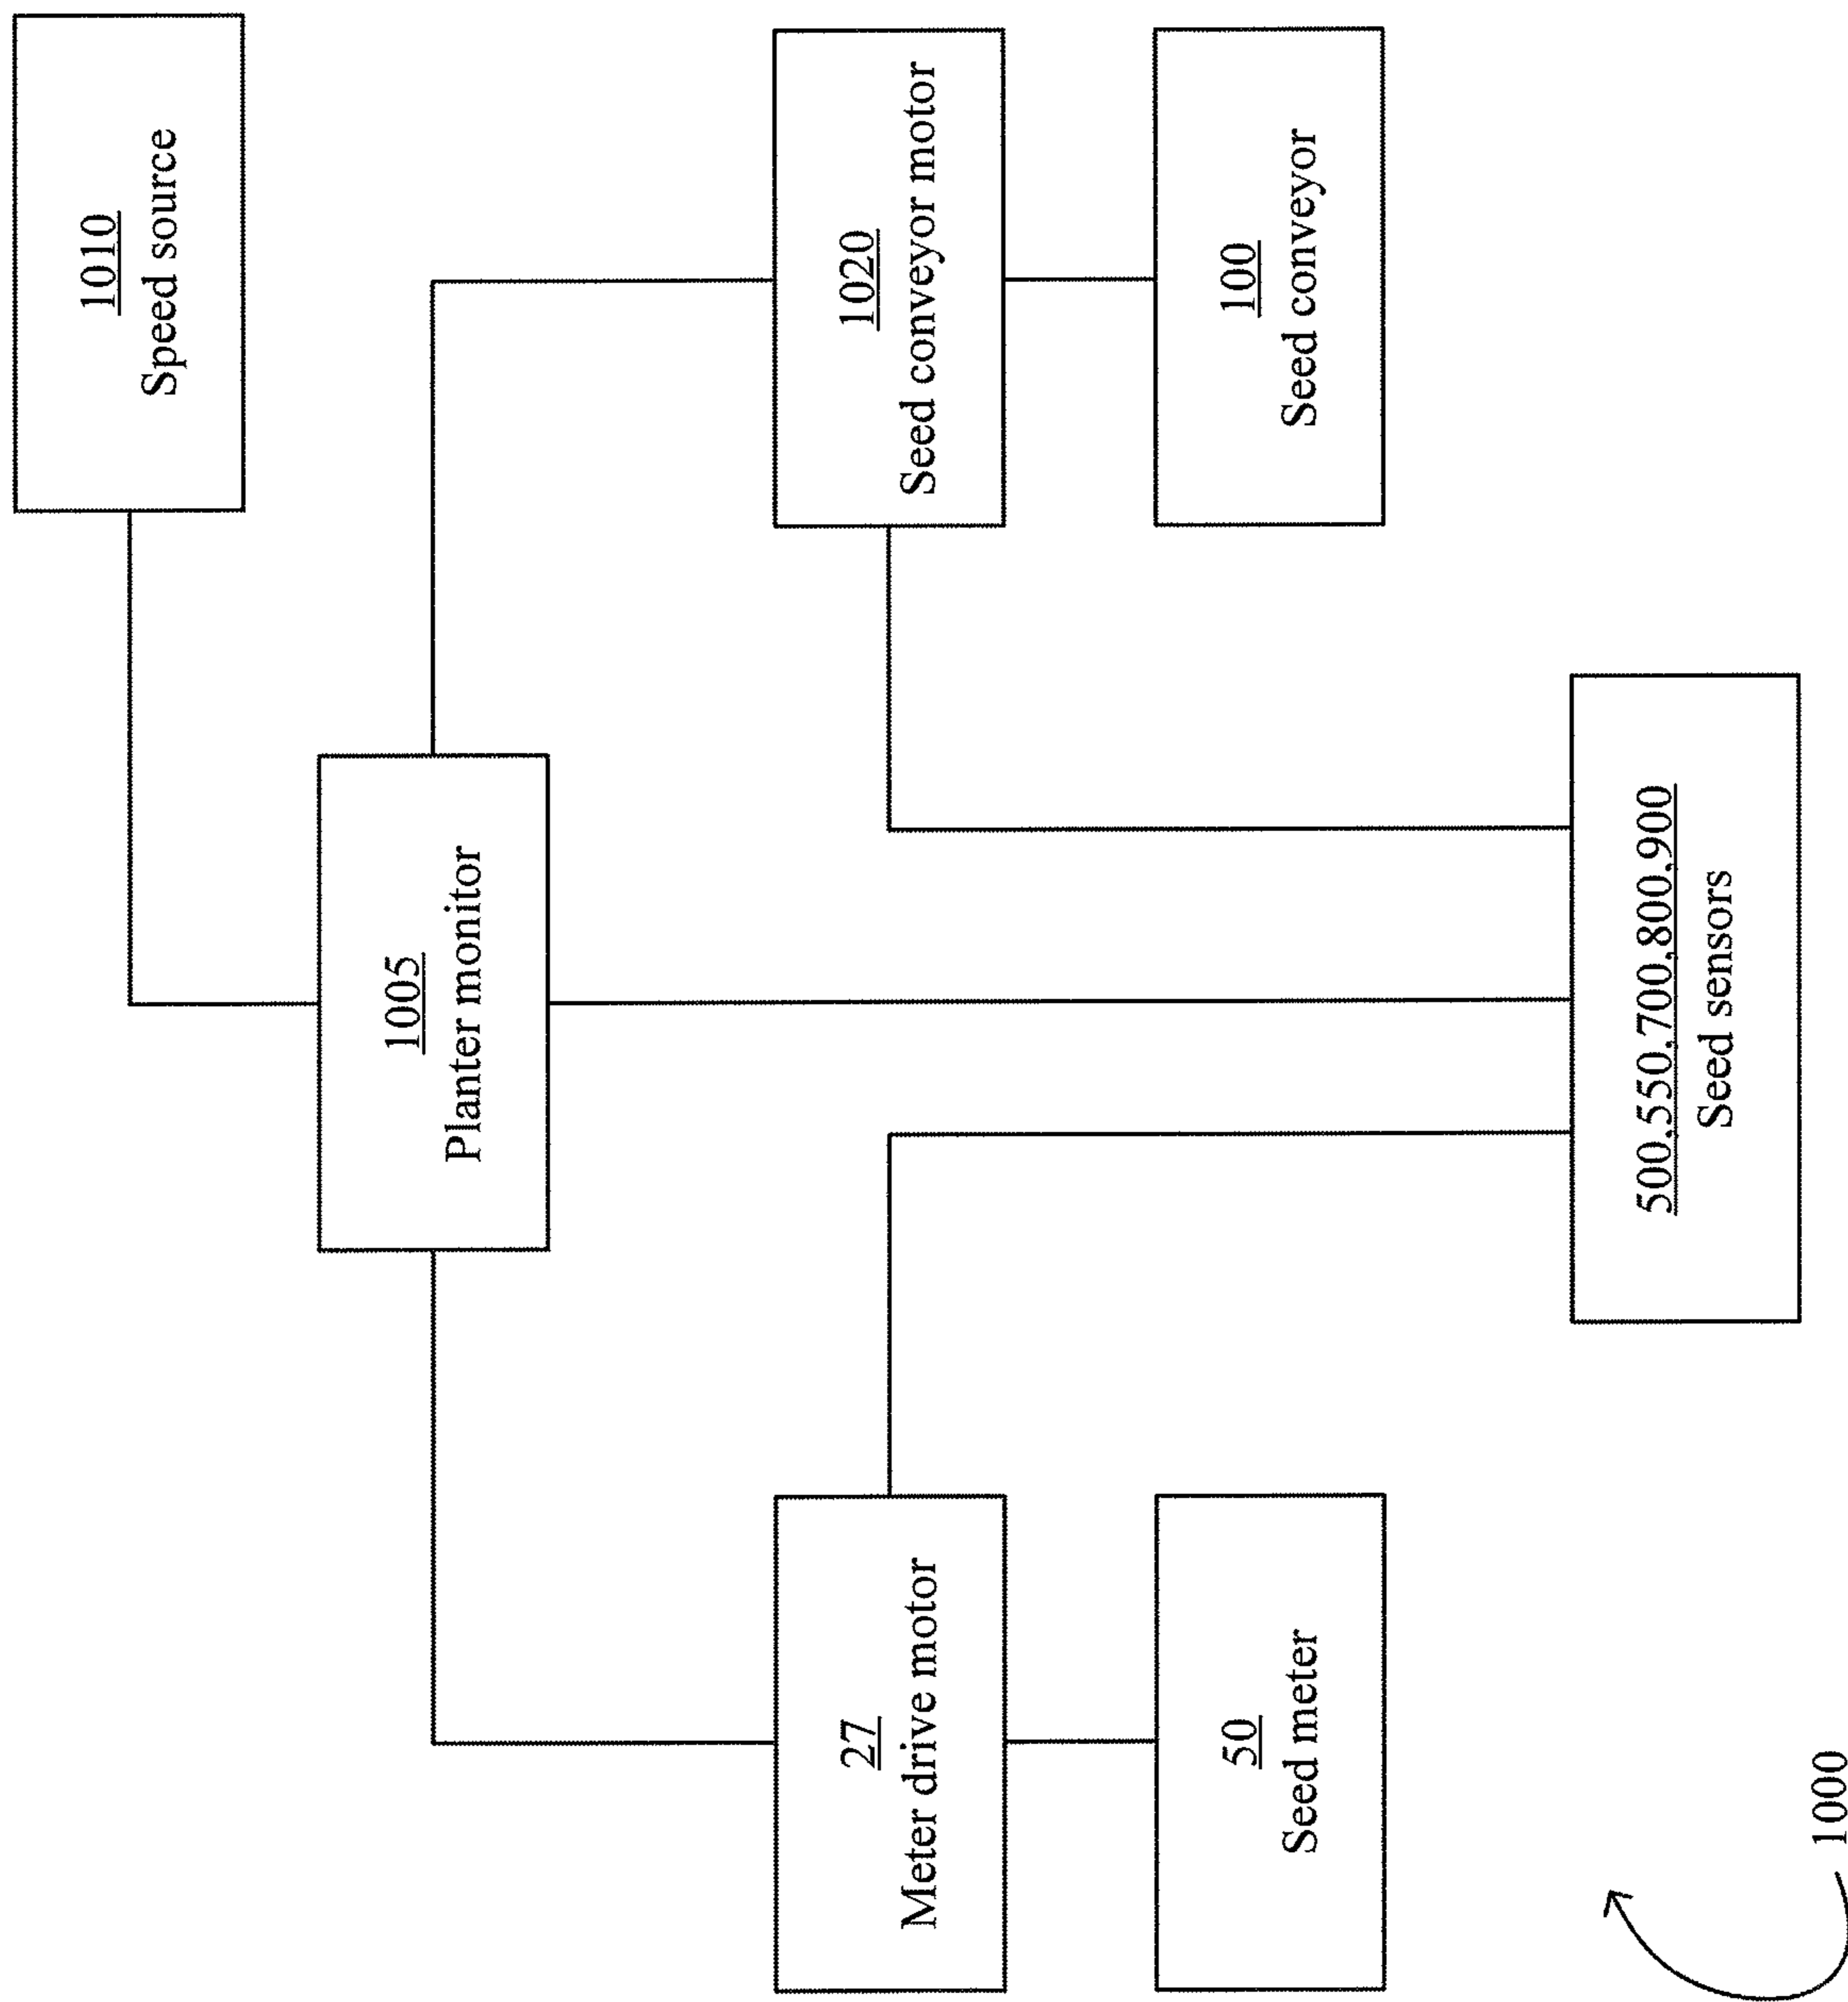 1010
Speed source
1005
Planter monitor
27
Meter drive motor
1020
Seed conveyor motor
50
Seed meter
100
Seed conveyor
500.550.700.800.900
Seed sensors
1000